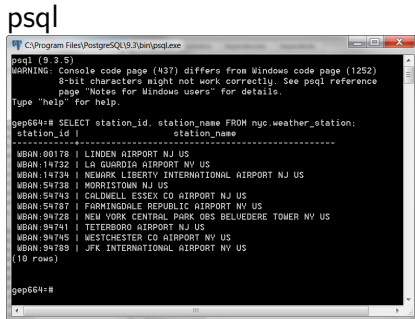 psql
C:\Program Files\PostgreSQL\9.3\bin\psql.exe
psql (9.3.5)
WARNING: Console code page (437) differs from Windows code page (1252)
8-bit characters might not work correctly. See psql reference
page "Notes for Windows users" for details.
Type "help" for help.
gep664=# SELECT station_id, station_name FROM nyc.weather_station;
station_id | station_name
------------+-----------------------------------------------
WBAN:00178 | LINDEN AIRPORT NJ US
WBAN:14732 | LA GUARDIA AIRPORT NY US
WBAN:14734 | NEWARK LIBERTY INTERNATIONAL AIRPORT NJ US
WBAN:54738 | MORRISTOWN NJ US
WBAN:54743 | CALDWELL ESSEX CO AIRPORT NJ US
WBAN:54787 | FARMINGDALE REPUBLIC AIRPORT NY US
WBAN:94728 | NEW YORK CENTRAL PARK OBS BELVEDERE TOWER NY US
WBAN:94741 | TETERBORO AIRPORT NJ US
WBAN:94745 | WESTCHESTER CO AIRPORT NY US
WBAN:94789 | JFK INTERNATIONAL AIRPORT NY US
(10 rows)
gep664=#